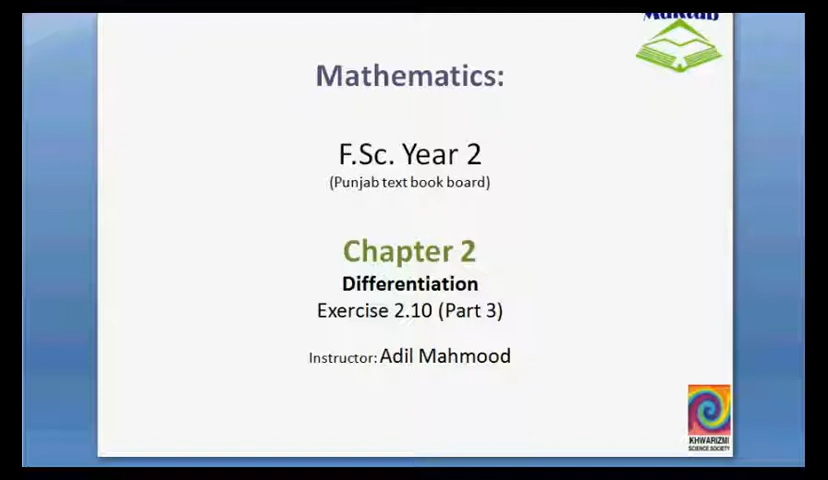 Maktab
Mathematics:
F.Sc. Year 2
(Punjab text book board)
Chapter 2
Differentiation
Exercise 2.10 (Part 3)
Instructor: Adil Mahmood
KHWARIZMI
SCIENCE SOCIETY